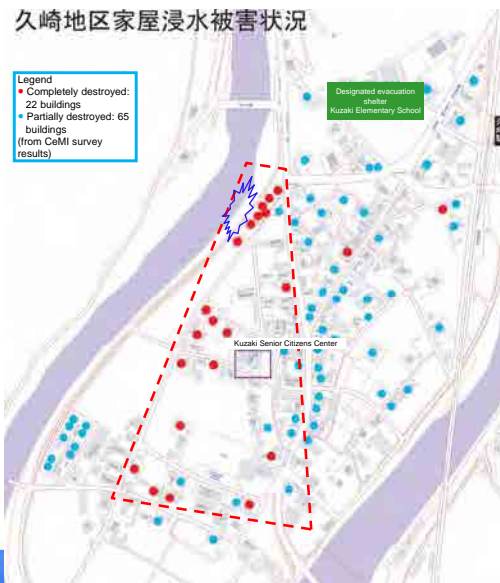 久崎地区家屋浸水被害状況
Legend
• Completely destroyed:
22 buildings
• Partially destroyed: 65
buildings
(from CeMI survey
results)
Designated evacuation
shelter
Kuzaki Elementary School
Kuzaki Senior Citizens Center